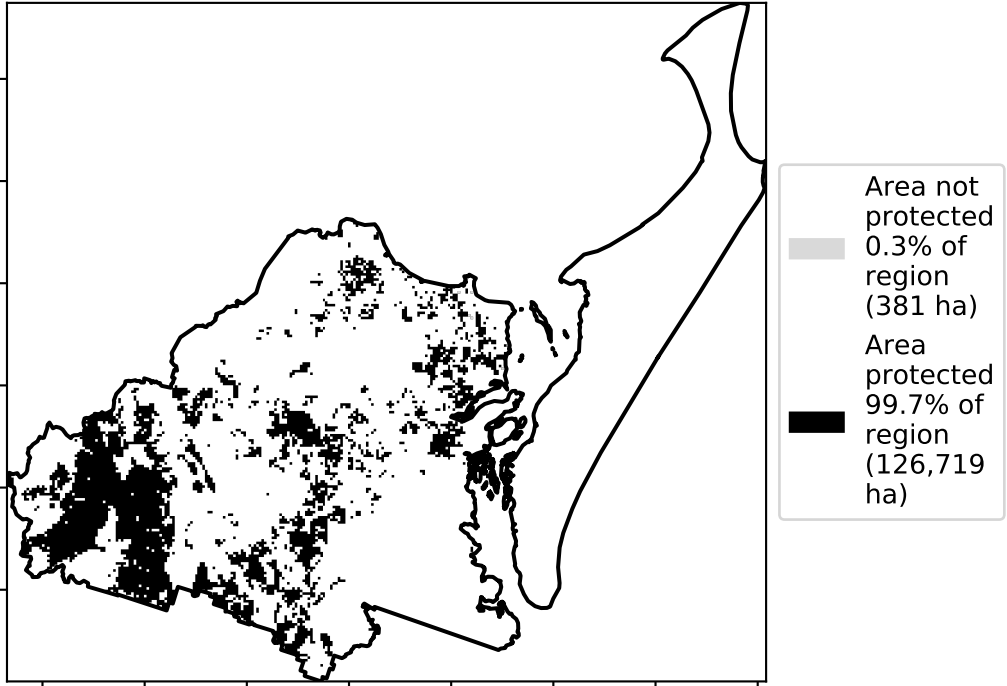 Area not
protected
0.3% of
region
(381 ha)
Area
protected
99.7% of
region
(126,719
ha)